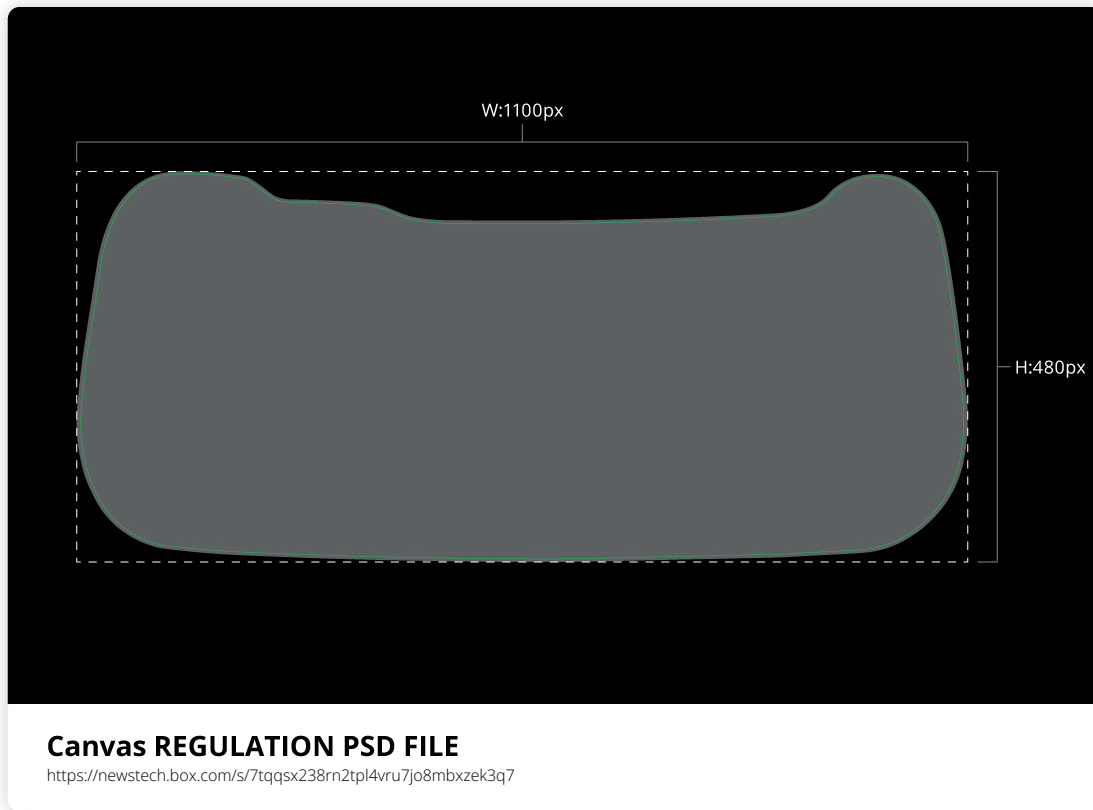 W:1100px
H:480px
Canvas REGULATION PSD FILE
https://newstech.box.com/s/7tqqsx238rn2tpl4vru7jo8mbxzek3q7